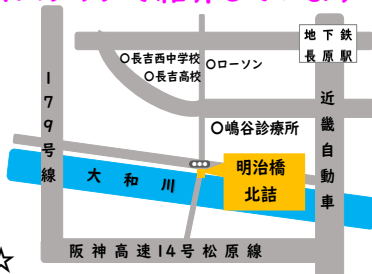 地下鉄
長原駅
○長吉西中学校
○ローソン
○長吉高校
179号線
近畿自動車
○嶋谷診療所
明治橋
北詰
大和川
阪神高速14号松原線
☆